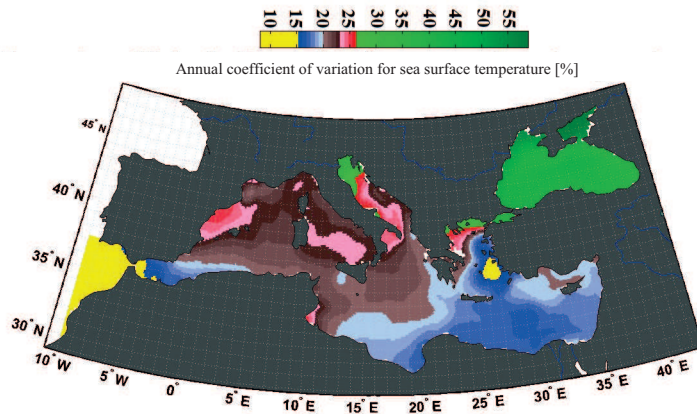 10 15 20 25 30 35 40 45 50 55
Annual coefficient of variation for sea surface temperature [%]
45°N
40°N
35°N
30°N
10°W
5°W
0°
5°E
10°E
15°E
20°E
25°E
30°E
35°E
40°E